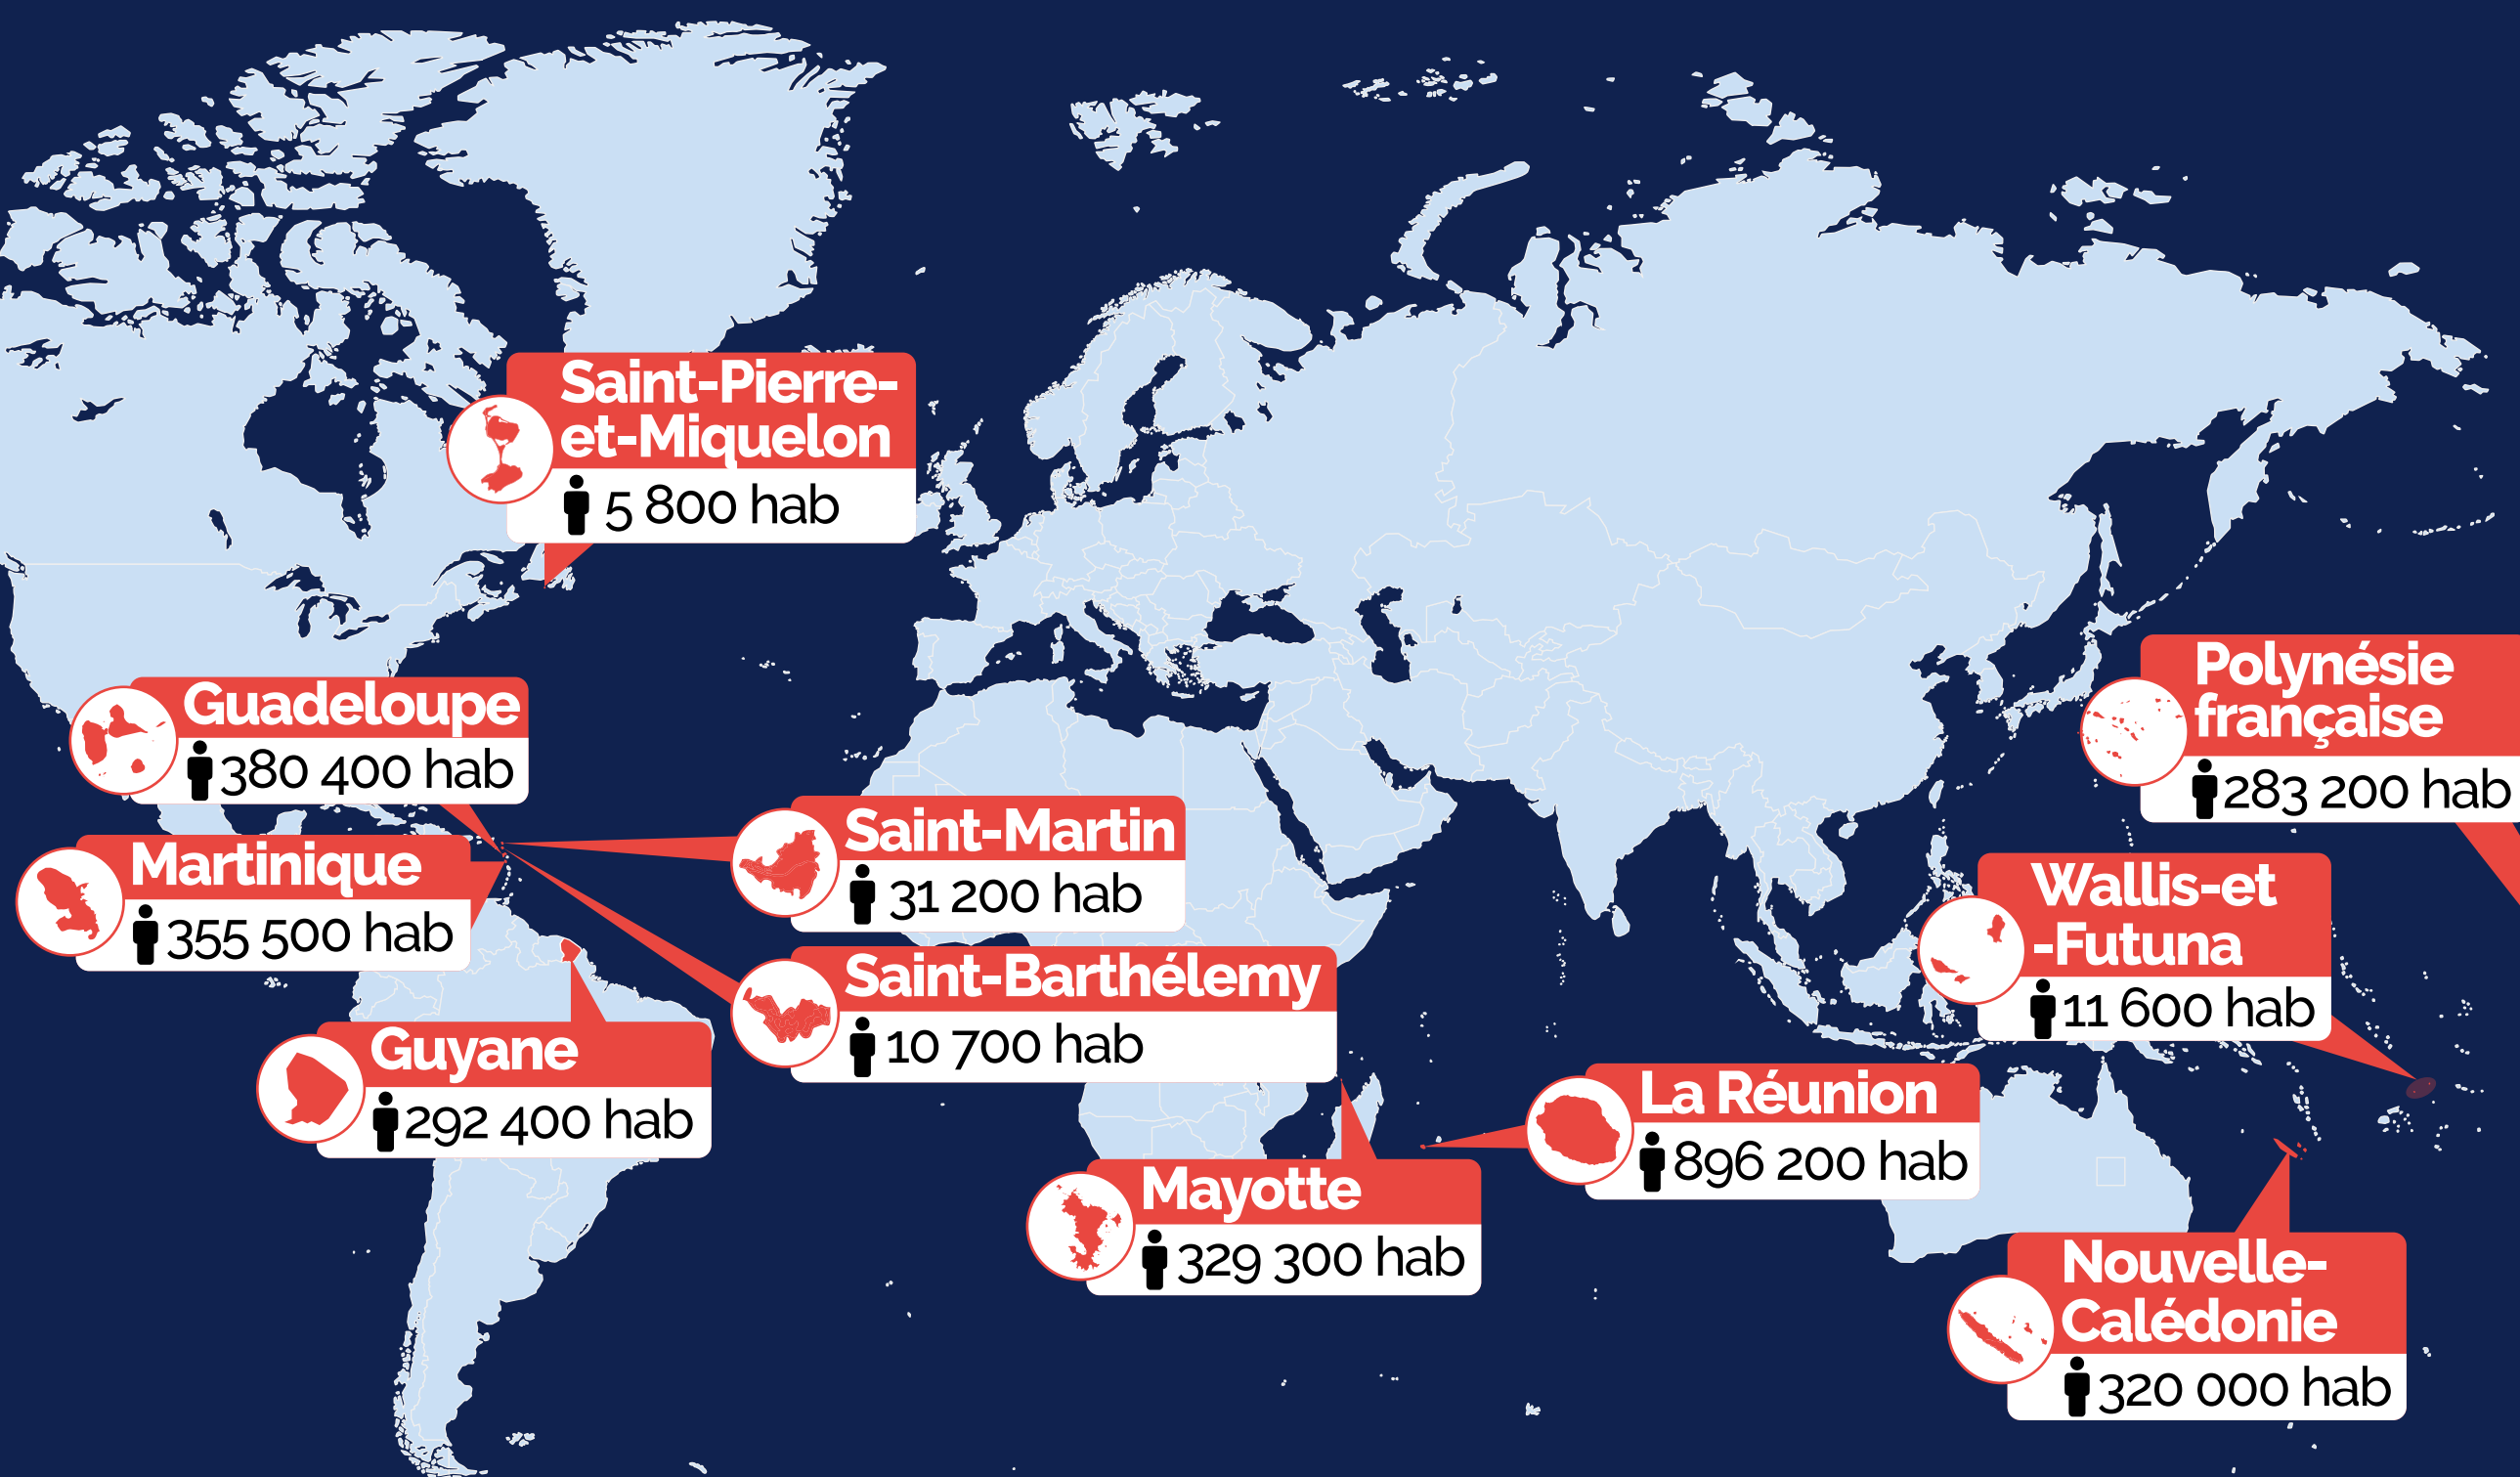 Saint-Pierre-
et-Miquelon
5 800 hab
Guadeloupe
380 400 hab
Martinique
355 500 hab
Guyane
292 400 hab
Saint-Martin
31 200 hab
Saint-Barthélemy
10 700 hab
Mayotte
329 300 hab
La Réunion
896 200 hab
Polynésie
française
283 200 hab
Wallis-et
-Futuna
11 600 hab
Nouvelle-
Calédonie
320 000 hab